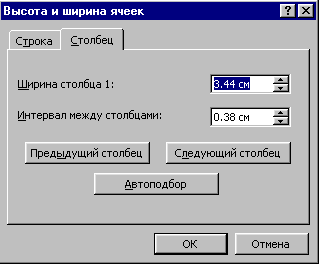 Высота и ширина ячеек
Строка Столбец
Ширина столбца 1: 3.44 см
Интервал между столбцами: 0.38 см
Предыдущий столбец Следующий столбец
Автоподбор
OK Отмена